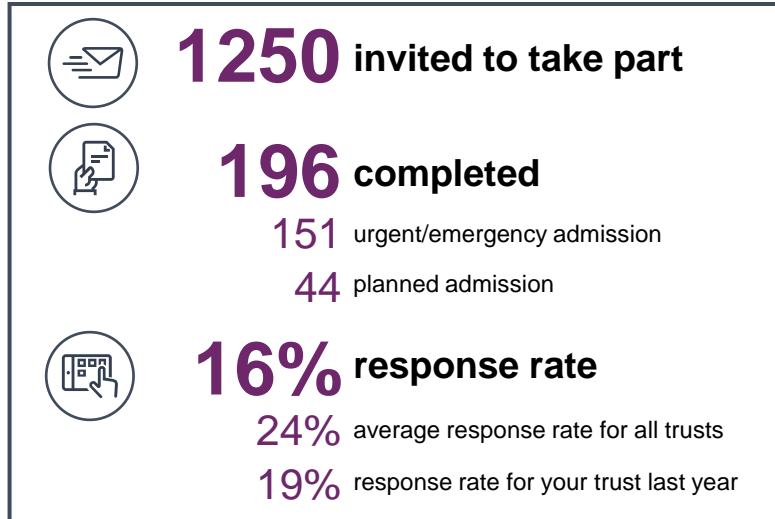 1250 invited to take part
196 completed
151 urgent/emergency admission
44 planned admission
16% response rate
24% average response rate for all trusts
19% response rate for your trust last year